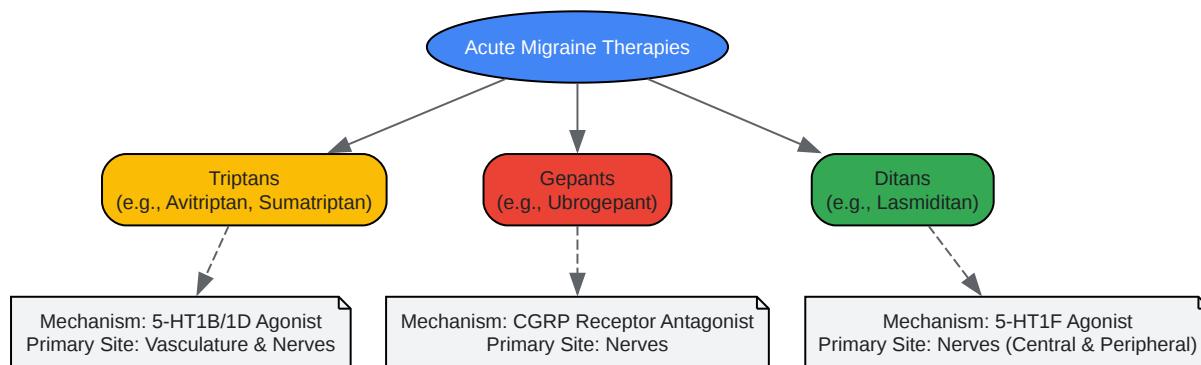 Acute Migraine Therapies
Triptans
(e.g., Avitriptan, Sumatriptan)
Gepants
(e.g., Ubrogepant)
Ditans
(e.g., Lasmiditan)
Mechanism: 5-HT1B/1D Agonist
Primary Site: Vasculature & Nerves
Mechanism: CGRP Receptor Antagonist
Primary Site: Nerves
Mechanism: 5-HT1F Agonist
Primary Site: Nerves (Central & Peripheral)